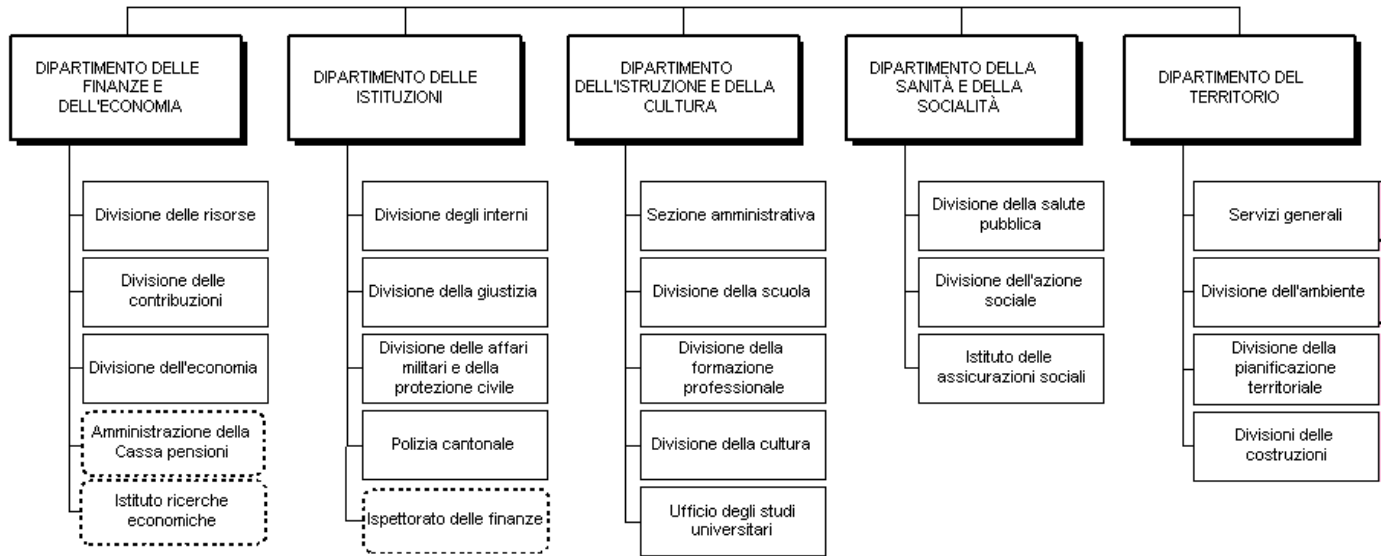 DIPARTIMENTO DELLE
FINANZE E
DELL'ECONOMIA
Divisione delle risorse
Divisione delle
contribuzioni
Divisione dell'economia
Amministrazione della
Cassa pensioni
Istituto ricerche
economiche
DIPARTIMENTO DELLE
ISTITUZIONI
Divisione degli interni
Divisione della giustizia
Divisione delle affari
militari e della
protezione civile
Polizia cantonale
Ispettorato delle finanze
DIPARTIMENTO
DELL'ISTRUZIONE E DELLA
CULTURA
Sezione amministrativa
Divisione della scuola
Divisione della
formazione
professionale
Divisione della cultura
Ufficio degli studi
universitari
DIPARTIMENTO DELLA
SANITÀ E DELLA
SOCIALITÀ
Divisione della salute
pubblica
Divisione dell'azione
sociale
Istituto delle
assicurazioni sociali
DIPARTIMENTO DEL
TERRITORIO
Servizi generali
Divisione dell'ambiente
Divisione della
pianificazione
territoriale
Divisioni delle
costruzioni